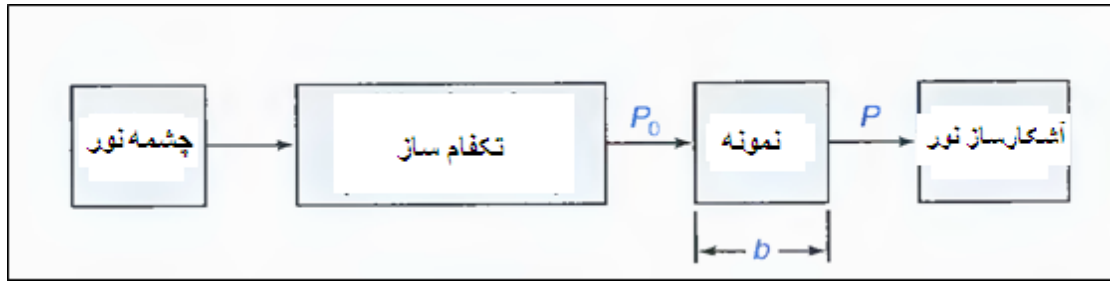 چشمه نور
تکفام ساز
P0
نمونه
P
آشکارساز نور
b